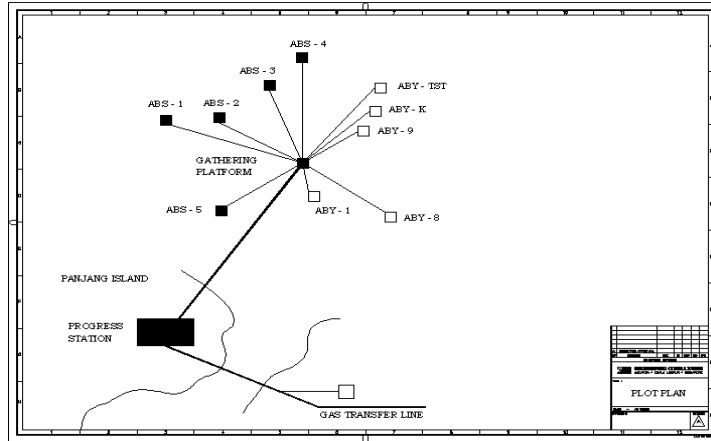 ABS - 4
ABS - 3
ABY - TST
ABS - 1
ABS - 2
ABY - K
ABY - 9
GATHERING
PLATFORM
ABS - 5
ABY - 1
ABY - 8
PANJANG ISLAND
PROGRESS
STATION
PLOT PLAN
GAS TRANSFER LINE